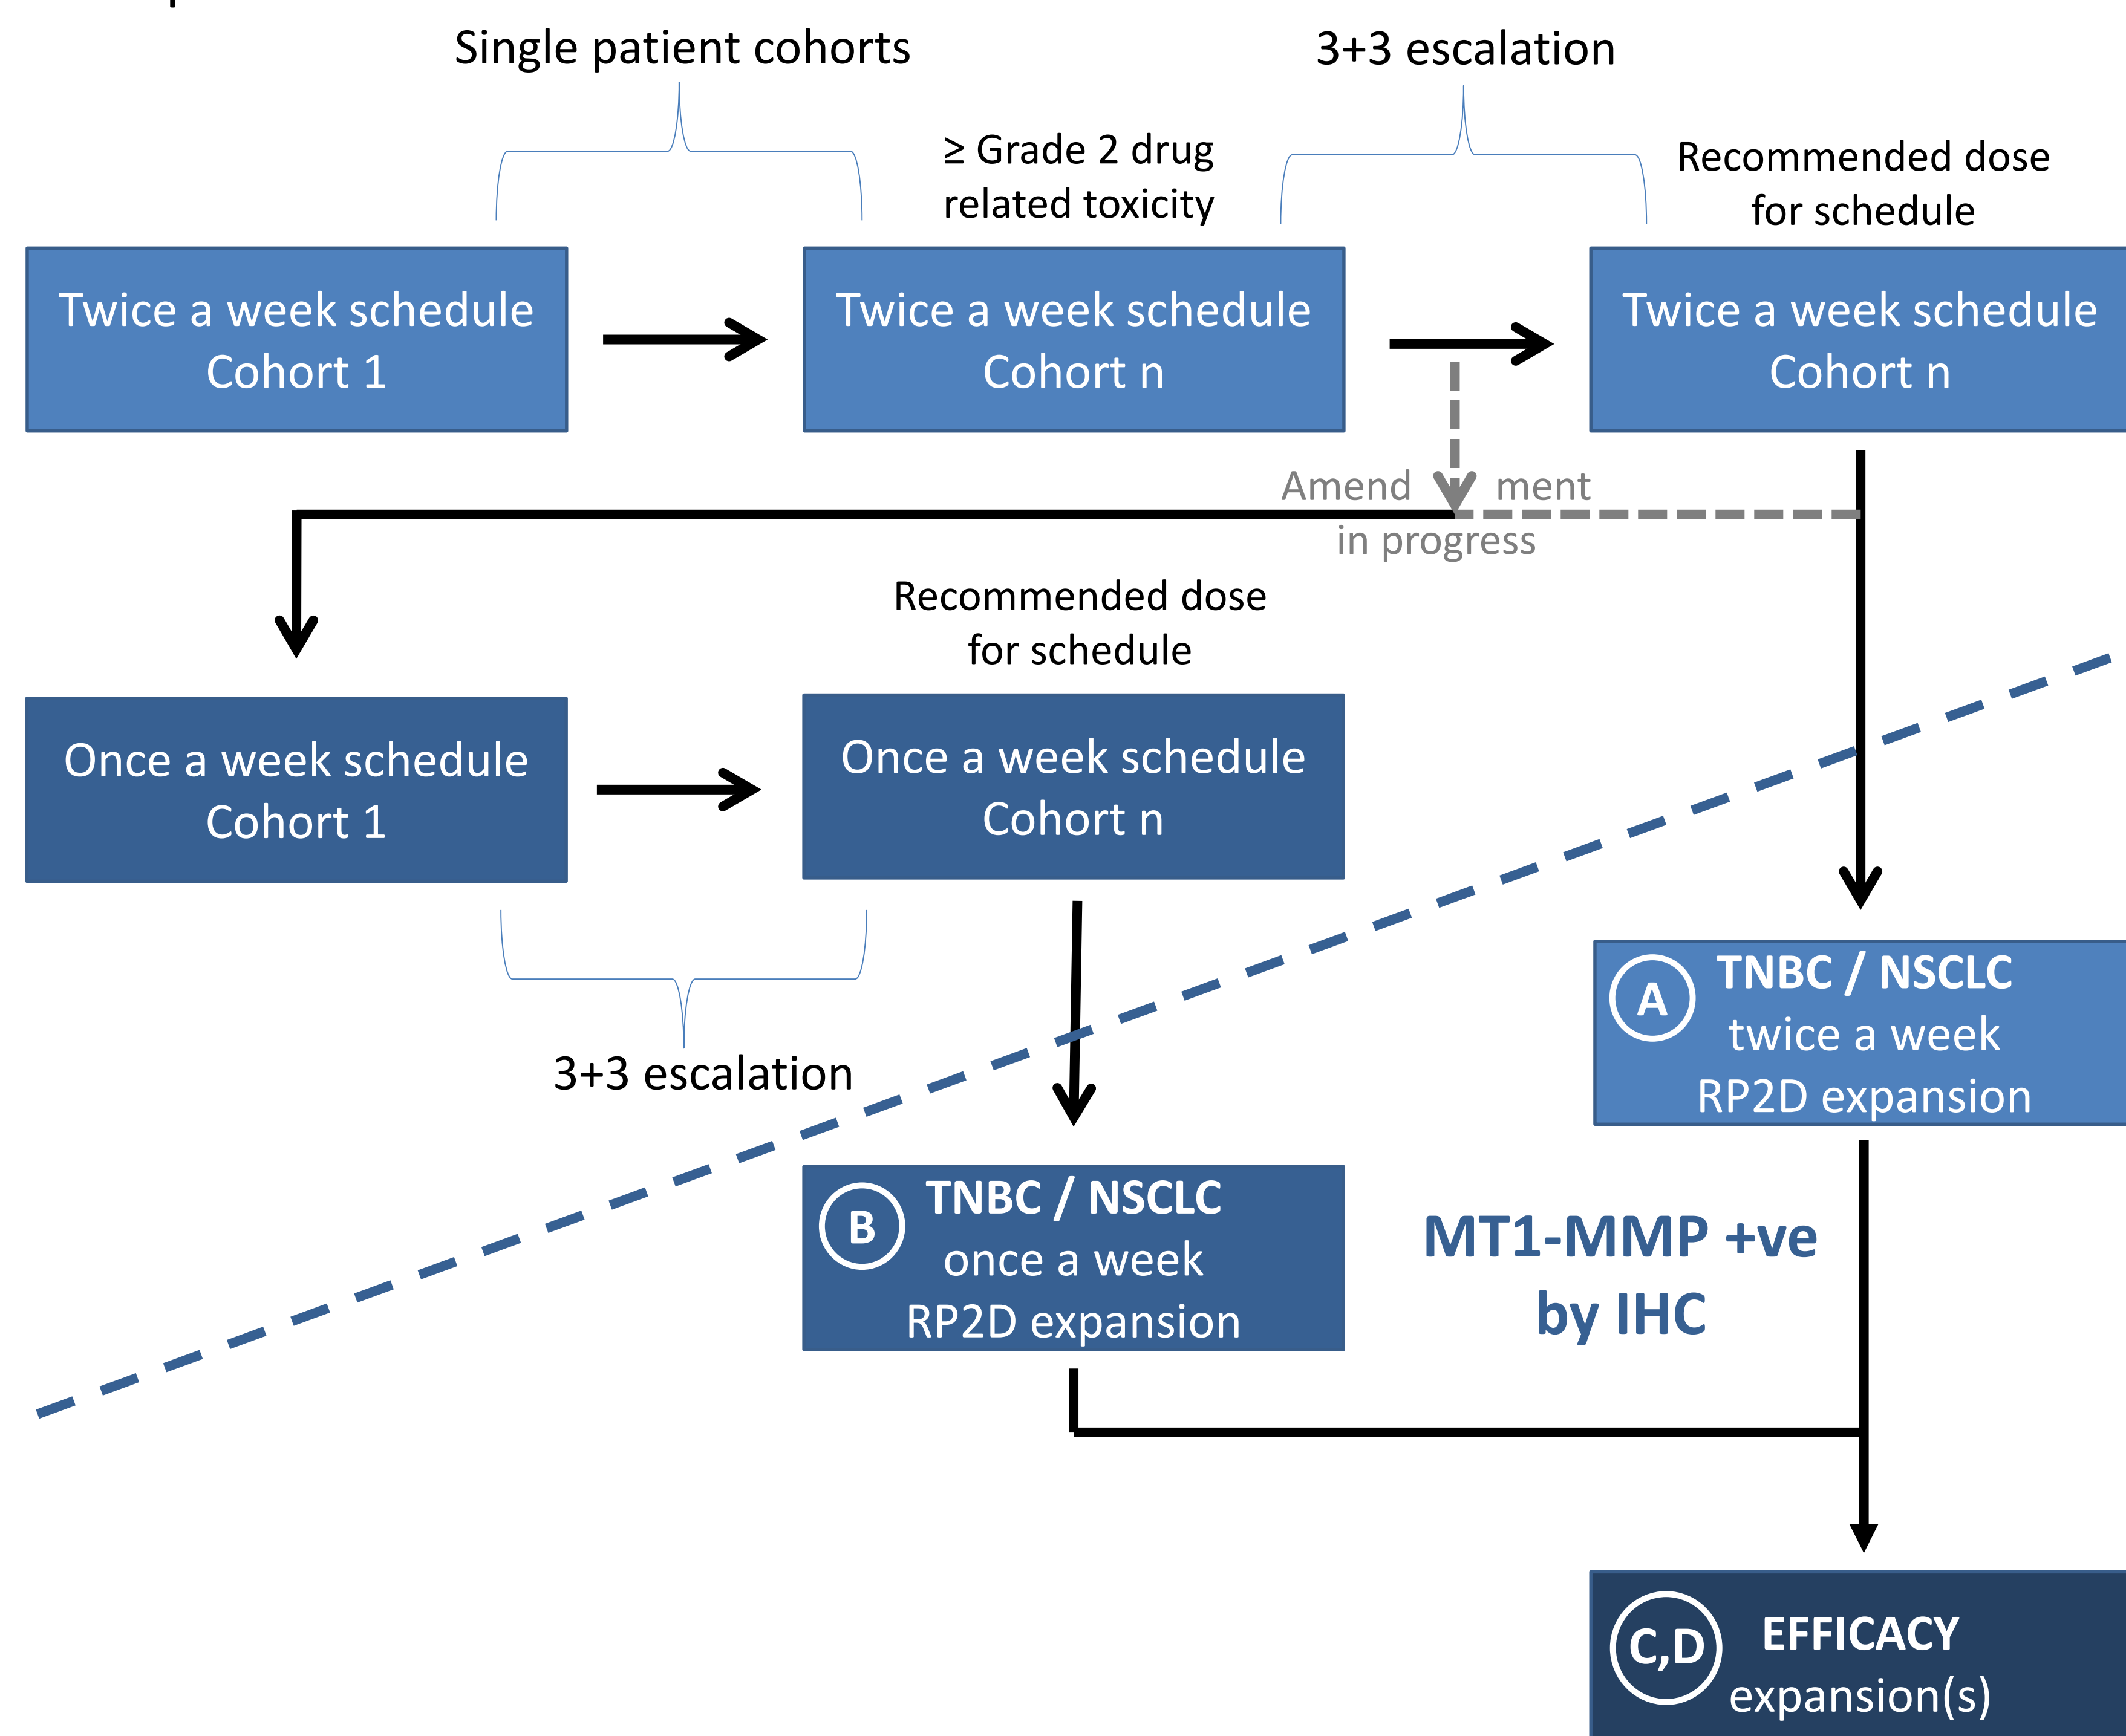 Single patient cohorts
3+3 escalation
≥ Grade 2 drug
related toxicity
Recommended dose
for schedule
Twice a week schedule
Cohort 1
Twice a week schedule
Cohort n
Twice a week schedule
Cohort n
Amend ment
in progress
Recommended dose
for schedule
Once a week schedule
Cohort 1
Once a week schedule
Cohort n
3+3 escalation
A
TNBC / NSCLC
twice a week
RP2D expansion
B
TNBC / NSCLC
once a week
RP2D expansion
MT1-MMP +ve
by IHC
C,D
EFFICACY
expansion(s)